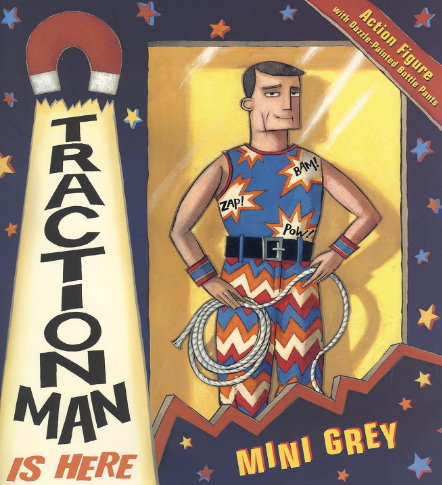 Action Figure
with Dazzle-Painted Battle Pants
TRACTION
MAN
IS HERE
BAM!
ZAP!
POW!
MINI GREY